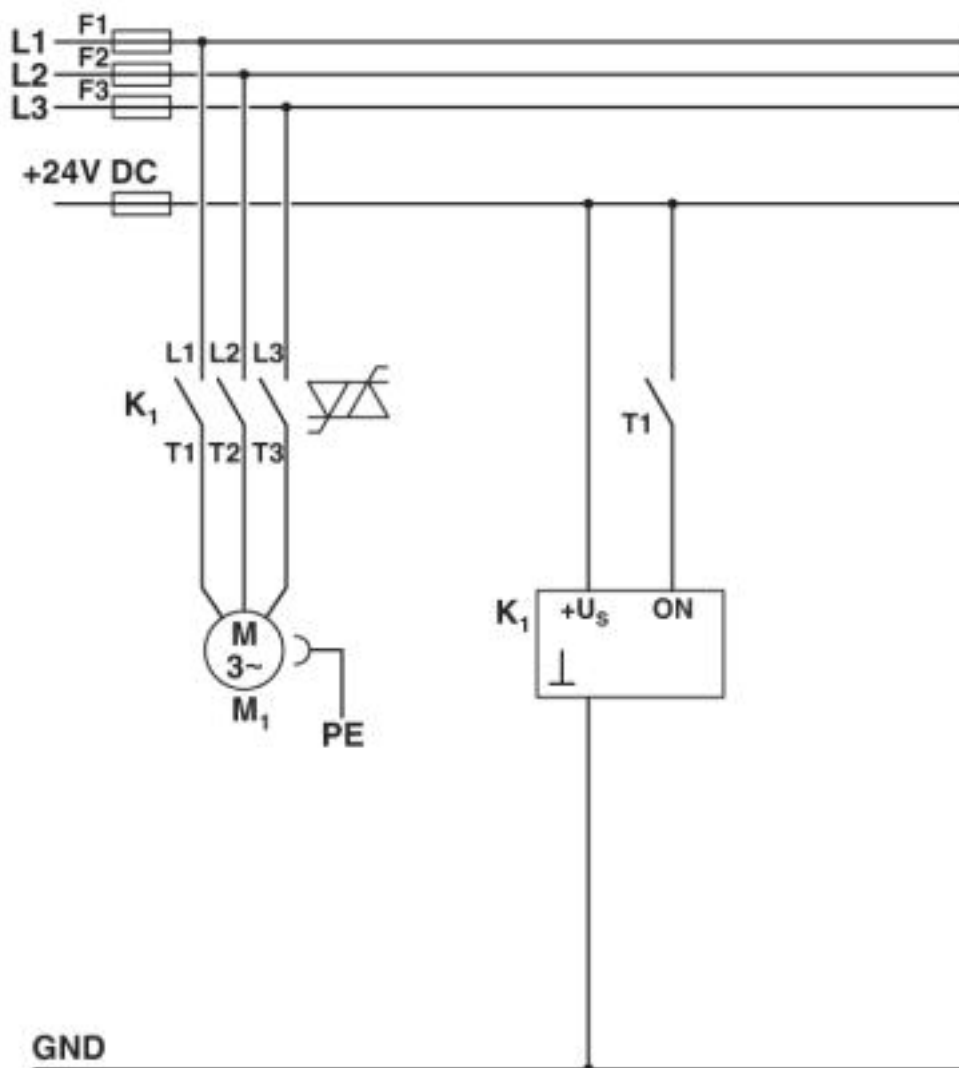 F1
L1
F2
L2
F3
L3
+24V DC
L1 L2 L3
K₁
T1 T2 T3
T1
K₁ +Uₛ ON
M
3~
M₁
PE
GND